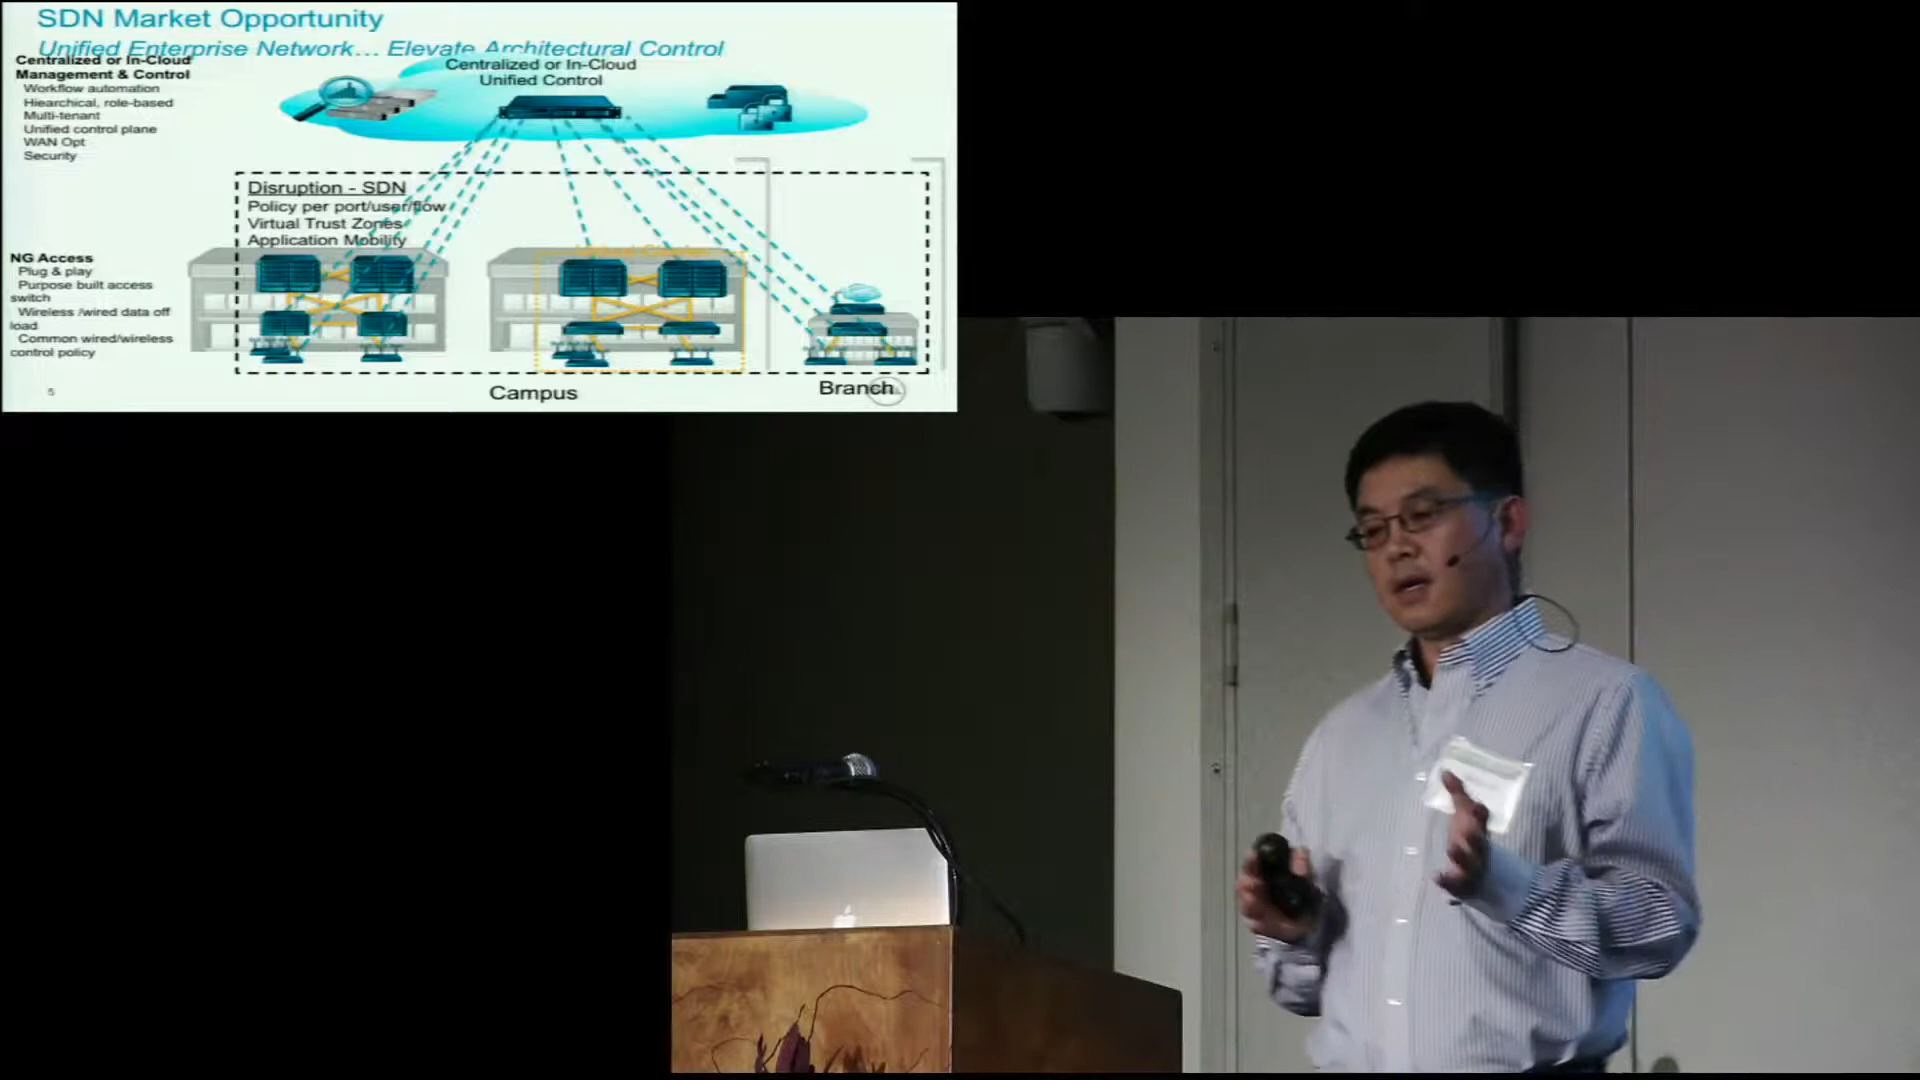 SDN Market Opportunity
Unified Enterprise Network... Elevate Architectural Control
Centralized or In-Cloud
Management & Control
Workflow automation
Hiearchical, role-based
Multi-tenant
Unified control plane
WAN Opt
Security
Centralized or In-Cloud
Unified Control
Disruption - SDN
Policy per port/user/flow
Virtual Trust Zones
Application Mobility
NG Access
Plug & play
Purpose built access
switch
Wireless /wired data off
load
Common wired/wireless
control policy
5
Campus
Branch